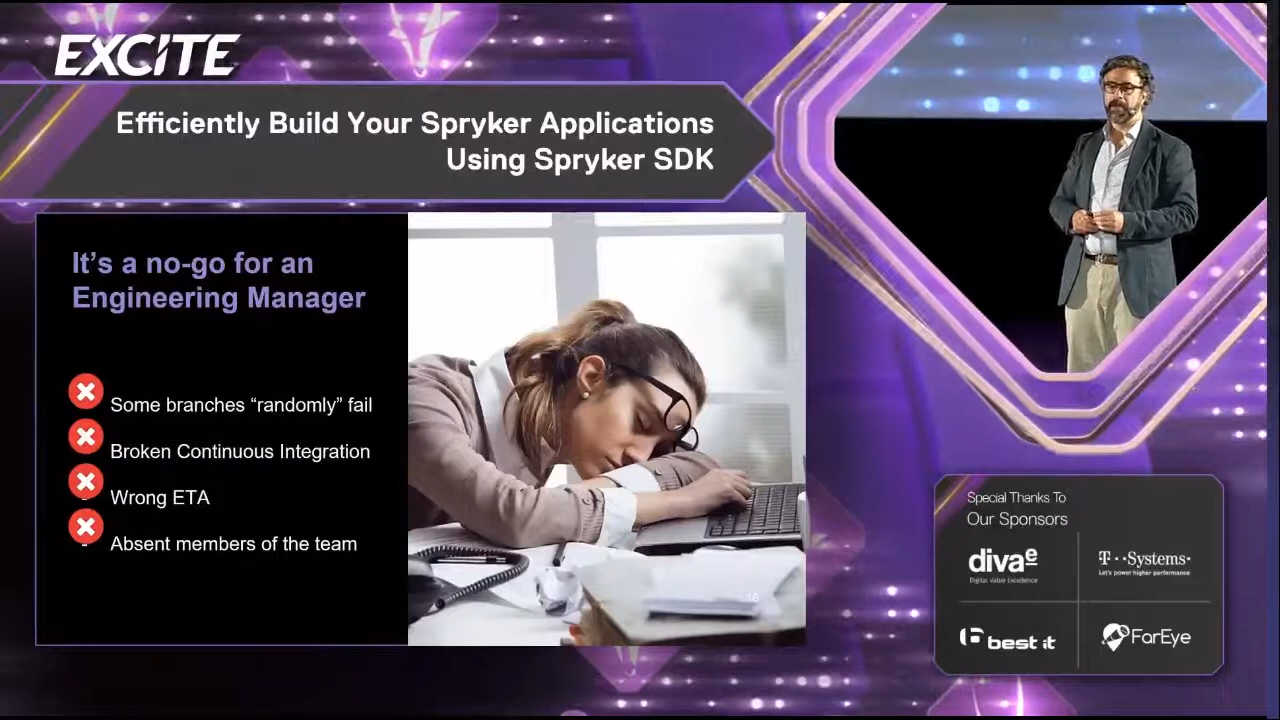 EXCITE
Efficiently Build Your Spryker Applications
Using Spryker SDK
It's a no-go for an
Engineering Manager
Some branches “randomly” fail
Broken Continuous Integration
Wrong ETA
Absent members of the team
16
Special Thanks To
Our Sponsors
divae
Digital Value Excellence
T··Systems·
Let's power higher performance
best it
FarEye